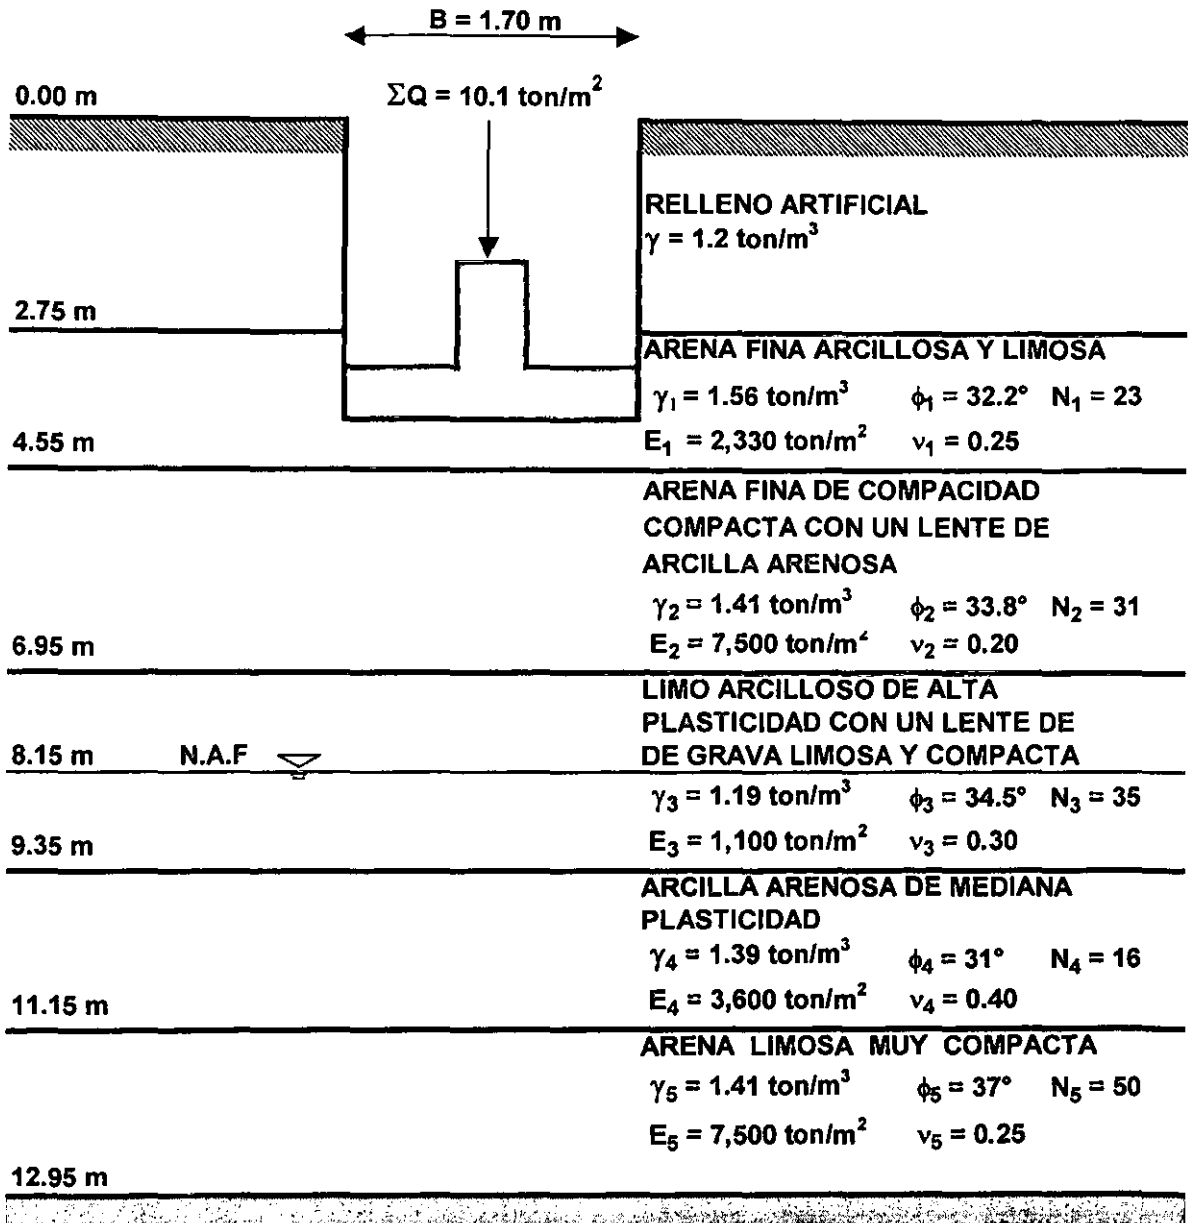 B = 1.70 m
0.00 m
ΣQ = 10.1 ton/m²
RELLENO ARTIFICIAL
γ = 1.2 ton/m³
2.75 m
ARENA FINA ARCILLOSA Y LIMOSA
γ₁ = 1.56 ton/m³ ϕ₁ = 32.2° N₁ = 23
4.55 m
E₁ = 2,330 ton/m² ν₁ = 0.25
ARENA FINA DE COMPACIDAD
COMPACTA CON UN LENTE DE
ARCILLA ARENOSA
γ₂ = 1.41 ton/m³ ϕ₂ = 33.8° N₂ = 31
6.95 m
E₂ = 7,500 ton/m² ν₂ = 0.20
LIMO ARCILLOSO DE ALTA
PLASTICIDAD CON UN LENTE DE
8.15 m N.A.F
DE GRAVA LIMOSA Y COMPACTA
γ₃ = 1.19 ton/m³ ϕ₃ = 34.5° N₃ = 35
9.35 m
E₃ = 1,100 ton/m² ν₃ = 0.30
ARCILLA ARENOSA DE MEDIANA
PLASTICIDAD
γ₄ = 1.39 ton/m³ ϕ₄ = 31° N₄ = 16
11.15 m
E₄ = 3,600 ton/m² ν₄ = 0.40
ARENA LIMOSA MUY COMPACTA
γ₅ = 1.41 ton/m³ ϕ₅ = 37° N₅ = 50
E₅ = 7,500 ton/m² ν₅ = 0.25
12.95 m